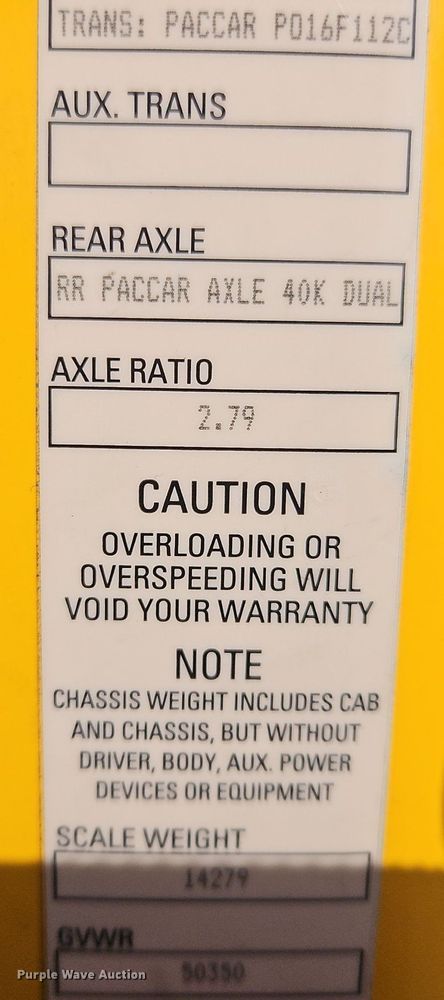 TRANS: PACCAR PO16F112C
AUX. TRANS
REAR AXLE
RR PACCAR AXLE 40K DUAL
AXLE RATIO
2.79
CAUTION
OVERLOADING OR
OVERSPEEDING WILL
VOID YOUR WARRANTY
NOTE
CHASSIS WEIGHT INCLUDES CAB
AND CHASSIS, BUT WITHOUT
DRIVER, BODY, AUX. POWER
DEVICES OR EQUIPMENT
SCALE WEIGHT
14279
GVWR
50350
Purple Wave Auction